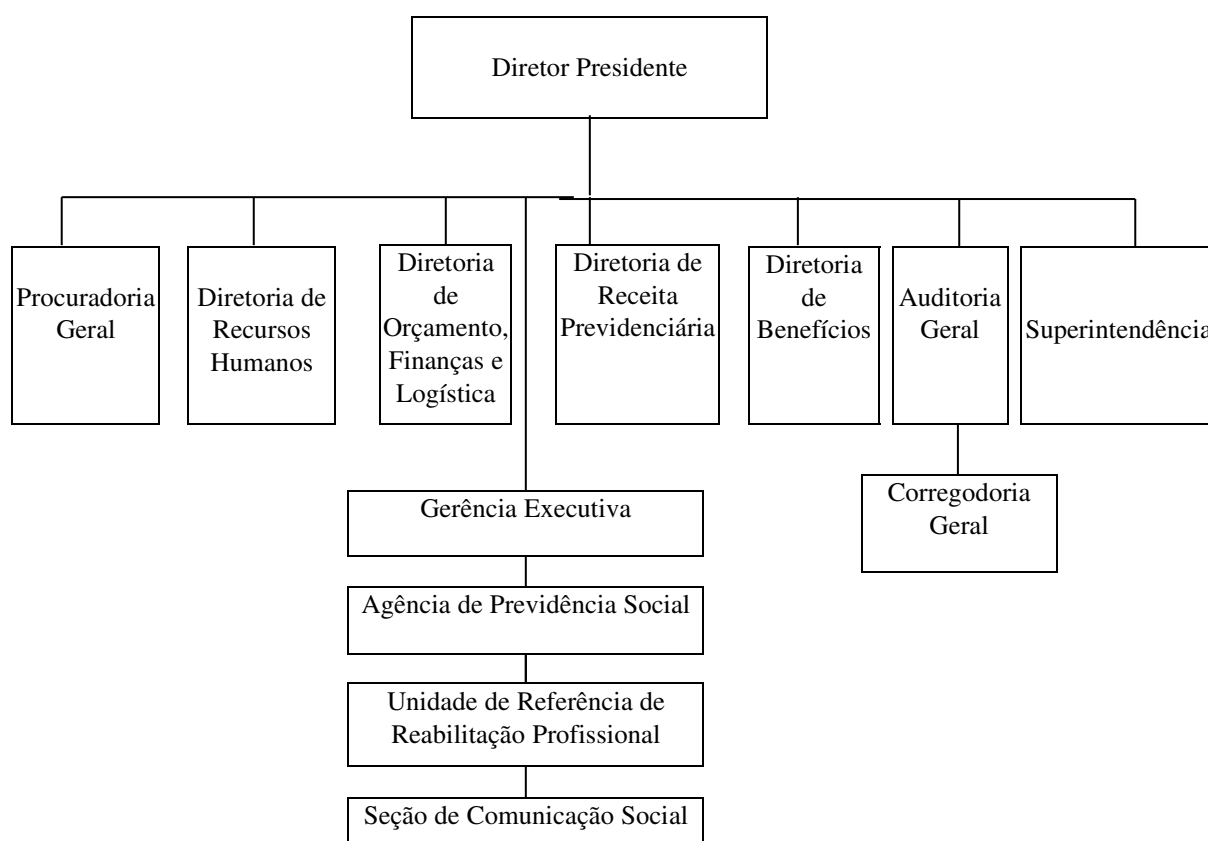 Diretor Presidente
Procuradoria
Geral
Diretoria de
Recursos
Humanos
Diretoria
de
Orçamento,
Finanças e
Logística
Diretoria de
Receita
Previdenciária
Diretoria
de
Benefícios
Auditoria
Geral
Superintendência
Corregodoria
Geral
Gerência Executiva
Agência de Previdência Social
Unidade de Referência de
Reabilitação Profissional
Seção de Comunicação Social